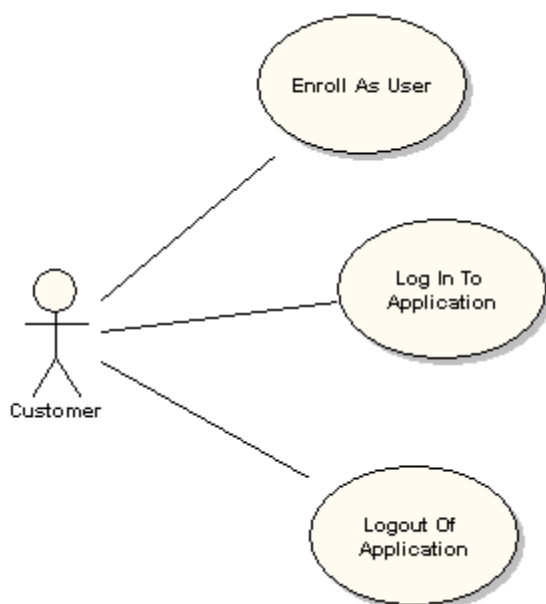 Enroll As User
Log In To
Application
Customer
Logout Of
Application